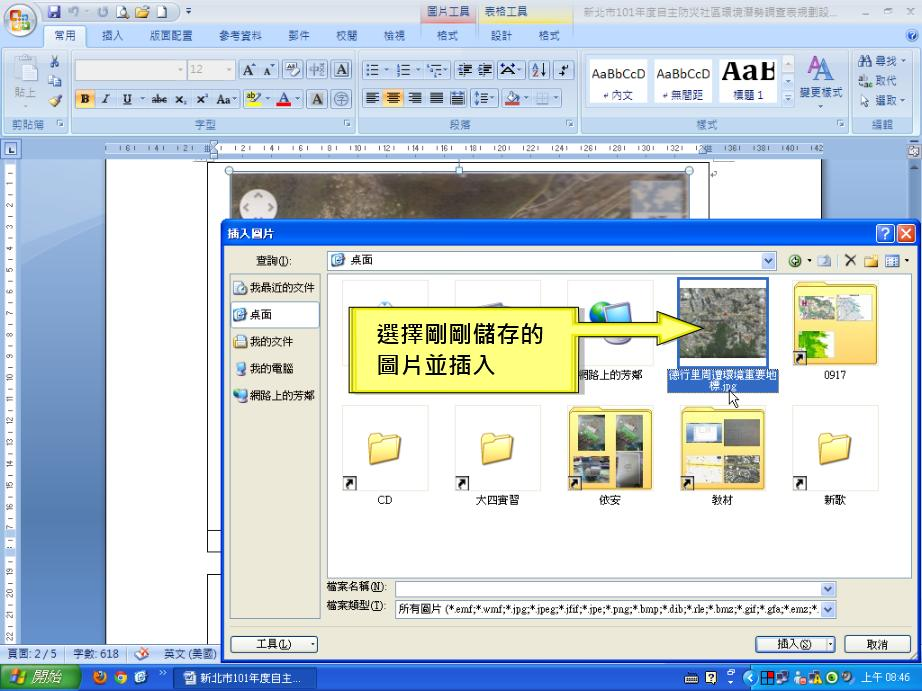 圖片工具 表格工具 新北市101年度自主防災社區環境潛勢調查表規劃設...
常用 插入 版面配置 參考資料 郵件 校閱 檢視 格式 設計 格式
貼上
12
B I U abc X₂ X² Aa A A
AaBbCcD AaBbCcD AaB
內文 無間距 標題 1
變更樣式
尋找
取代
選取
剪貼簿 字型 段落 樣式 編輯
插入圖片
查詢(I): 桌面
我最近的文件
桌面
我的文件
我的電腦
網路上的芳鄰
選擇剛剛儲存的
圖片並插入
網路上的芳鄰
德行里周遭環境重要地
標.jpg
0917
CD
大四實習
依安
教材
新歌
檔案名稱(N):
檔案類型(T): 所有圖片 (*.emf;*.wmf;*.jpg;*.jpeg;*.jfif;*.jpe;*.png;*.bmp;*.dib;*.rle;*.bmz;*.gif;*.gfa;*.emz;*.
工具(L) 插入(S) 取消
頁面: 2 / 5 字數: 618 英文 (美國)
開始 新北市101年度自主... 上午 08:46